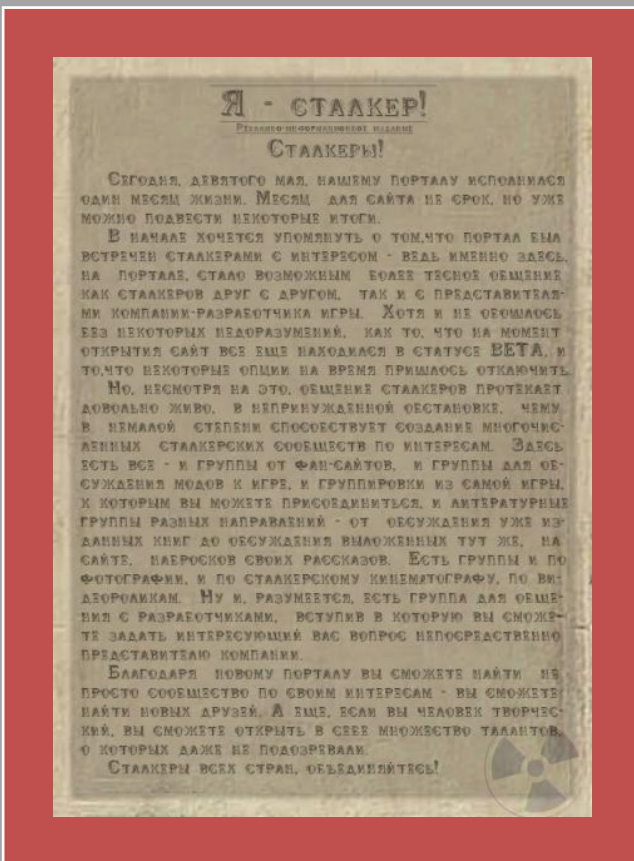 Я - СТАЛКЕР!
РЕКЛАМНО-ИНФОРМАЦИОННОЕ ИЗДАНИЕ
СТАЛКЕРЫ!
СЕГОДНЯ, ДЕВЯТОГО МАЯ, НАШЕМУ ПОРТАЛУ ИСПОЛНИЛСЯ
ОДИН МЕСЯЦ ЖИЗНИ. МЕСЯЦ ДЛЯ САЙТА НЕ СРОК, НО УЖЕ
МОЖНО ПОДВЕСТИ НЕКОТОРЫЕ ИТОГИ.
В НАЧАЛЕ ХОЧЕТСЯ УПОМЯНУТЬ О ТОМ,ЧТО ПОРТАЛ БЫЛ
ВСТРЕЧЕН СТАЛКЕРАМИ С ИНТЕРЕСОМ - ВЕДЬ ИМЕННО ЗДЕСЬ,
НА ПОРТАЛЕ, СТАЛО ВОЗМОЖНЫМ БОЛЕЕ ТЕСНОЕ ОБЩЕНИЕ
КАК СТАЛКЕРОВ ДРУГ С ДРУГОМ, ТАК И С ПРЕДСТАВИТЕЛЯ-
МИ КОМПАНИИ-РАЗРАБОТЧИКА ИГРЫ. ХОТЯ И НЕ ОБОШЛОСЬ
БЕЗ НЕКОТОРЫХ НЕДОРАЗУМЕНИЙ, КАК ТО, ЧТО НА МОМЕНТ
ОТКРЫТИЯ САЙТ ВСЕ ЕЩЕ НАХОДИЛСЯ В СТАТУСЕ BETA, И
ТО,ЧТО НЕКОТОРЫЕ ОПЦИИ НА ВРЕМЯ ПРИШЛОСЬ ОТКЛЮЧИТЬ.
НО, НЕСМОТРЯ НА ЭТО, ОБЩЕНИЕ СТАЛКЕРОВ ПРОТЕКАЕТ
ДОВОЛЬНО ЖИВО, В НЕПРИНУЖДЕННОЙ ОБСТАНОВКЕ, ЧЕМУ
В НЕМАЛОЙ СТЕПЕНИ СПОСОБСТВУЕТ СОЗДАНИЕ МНОГОЧИС-
ЛЕННЫХ СТАЛКЕРСКИХ СООБЩЕСТВ ПО ИНТЕРЕСАМ. ЗДЕСЬ
ЕСТЬ ВСЕ - И ГРУППЫ ОТ ФАН-САЙТОВ, И ГРУППЫ ДЛЯ ОБ-
СУЖДЕНИЯ МОДОВ К ИГРЕ, И ГРУППИРОВКИ ИЗ САМОЙ ИГРЫ,
К КОТОРЫМ ВЫ МОЖЕТЕ ПРИСОЕДИНИТЬСЯ, И ЛИТЕРАТУРНЫЕ
ГРУППЫ РАЗНЫХ НАПРАВЛЕНИЙ - ОТ ОБСУЖДЕНИЯ УЖЕ ИЗ-
ДАННЫХ КНИГ ДО ОБСУЖДЕНИЯ ВЫЛОЖЕННЫХ ТУТ ЖЕ, НА
САЙТЕ, НАБРОСКОВ СВОИХ РАССКАЗОВ. ЕСТЬ ГРУППЫ И ПО
ФОТОГРАФИИ, И ПО СТАЛКЕРСКОМУ КИНЕМАТОГРАФУ, ПО ВИ-
ДЕОРОЛИКАМ. НУ И, РАЗУМЕЕТСЯ, ЕСТЬ ГРУППА ДЛЯ ОБЩЕ-
НИЯ С РАЗРАБОТЧИКАМИ, ВСТУПИВ В КОТОРУЮ ВЫ СМОЖЕ-
ТЕ ЗАДАТЬ ИНТЕРЕСУЮЩИЙ ВАС ВОПРОС НЕПОСРЕДСТВЕННО
ПРЕДСТАВИТЕЛЮ КОМПАНИИ.
БЛАГОДАРЯ НОВОМУ ПОРТАЛУ ВЫ СМОЖЕТЕ НАЙТИ НЕ
ПРОСТО СООБЩЕСТВО ПО СВОИМ ИНТЕРЕСАМ - ВЫ СМОЖЕТЕ
НАЙТИ НОВЫХ ДРУЗЕЙ. А ЕЩЕ, ЕСЛИ ВЫ ЧЕЛОВЕК ТВОРЧЕС-
КИЙ, ВЫ СМОЖЕТЕ ОТКРЫТЬ В СЕБЕ МНОЖЕСТВО ТАЛАНТОВ,
О КОТОРЫХ ДАЖЕ НЕ ПОДОЗРЕВАЛИ.
СТАЛКЕРЫ ВСЕХ СТРАН, ОБЪЕДИНЯЙТЕСЬ!